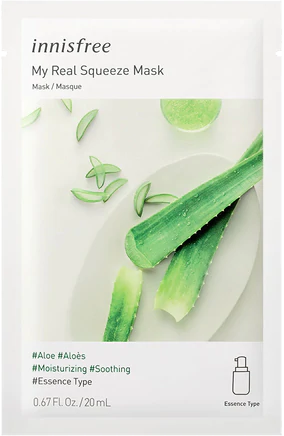 innisfree
My Real Squeeze Mask
Mask / Masque
#Aloe #Aloès
#Moisturizing #Soothing
#Essence Type
0.67 Fl. Oz. / 20 mL
Essence Type